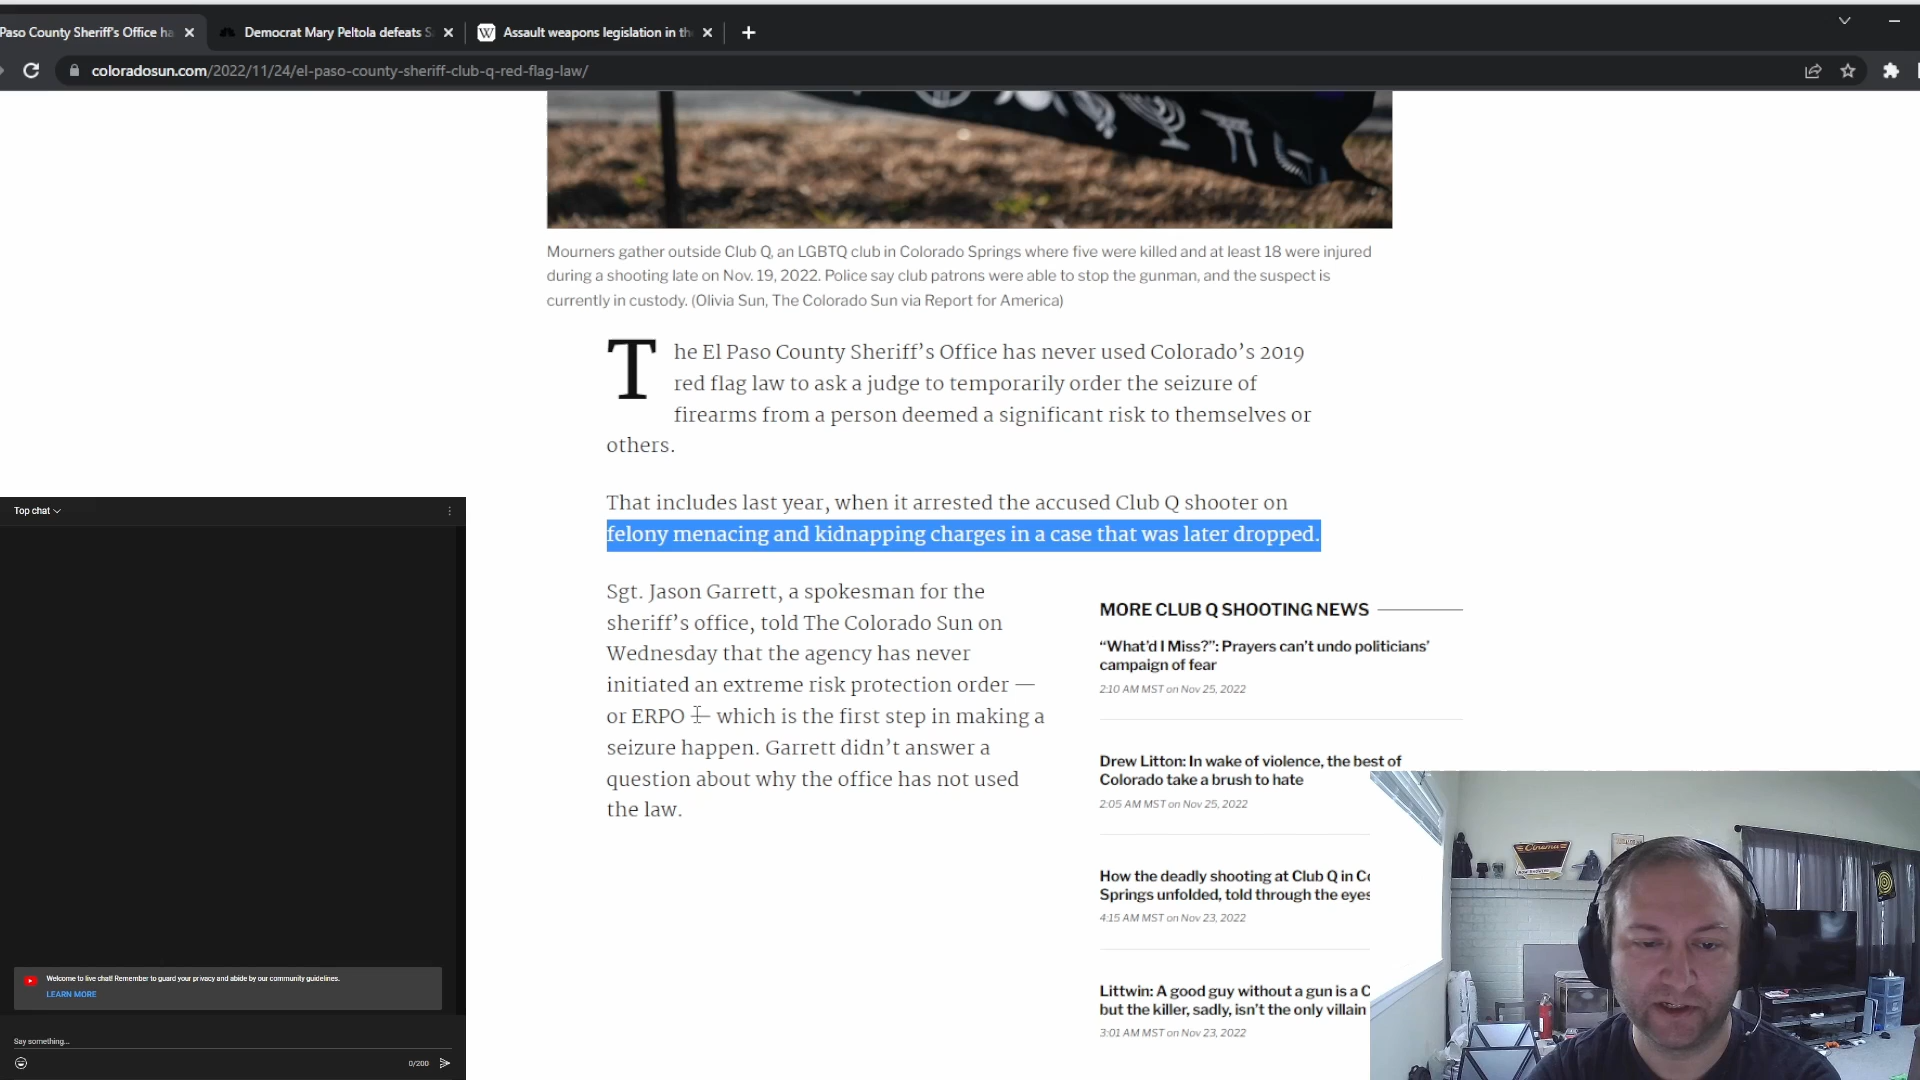 Paso County Sheriff's Office ha
Democrat Mary Peltola defeats S
W Assault weapons legislation in th
coloradosun.com/2022/11/24/el-paso-county-sheriff-club-q-red-flag-law/
Mourners gather outside Club Q, an LGBTQ club in Colorado Springs where five were killed and at least 18 were injured
during a shooting late on Nov. 19, 2022. Police say club patrons were able to stop the gunman, and the suspect is
currently in custody. (Olivia Sun, The Colorado Sun via Report for America)
The El Paso County Sheriff’s Office has never used Colorado’s 2019
red flag law to ask a judge to temporarily order the seizure of
firearms from a person deemed a significant risk to themselves or
others.
That includes last year, when it arrested the accused Club Q shooter on
felony menacing and kidnapping charges in a case that was later dropped.
Sgt. Jason Garrett, a spokesman for the
sheriff’s office, told The Colorado Sun on
Wednesday that the agency has never
initiated an extreme risk protection order —
or ERPO — which is the first step in making a
seizure happen. Garrett didn’t answer a
question about why the office has not used
the law.
MORE CLUB Q SHOOTING NEWS
“What’d I Miss?”: Prayers can’t undo politicians’
campaign of fear
2:10 AM MST on Nov 25, 2022
Drew Litton: In wake of violence, the best of
Colorado take a brush to hate
2:05 AM MST on Nov 25, 2022
How the deadly shooting at Club Q in Co
Springs unfolded, told through the eyes
4:15 AM MST on Nov 23, 2022
Littwin: A good guy without a gun is a C
but the killer, sadly, isn’t the only villain
3:01 AM MST on Nov 23, 2022
Top chat
Welcome to live chat! Remember to guard your privacy and abide by our community guidelines.
LEARN MORE
Say something...
0/200
Cinema